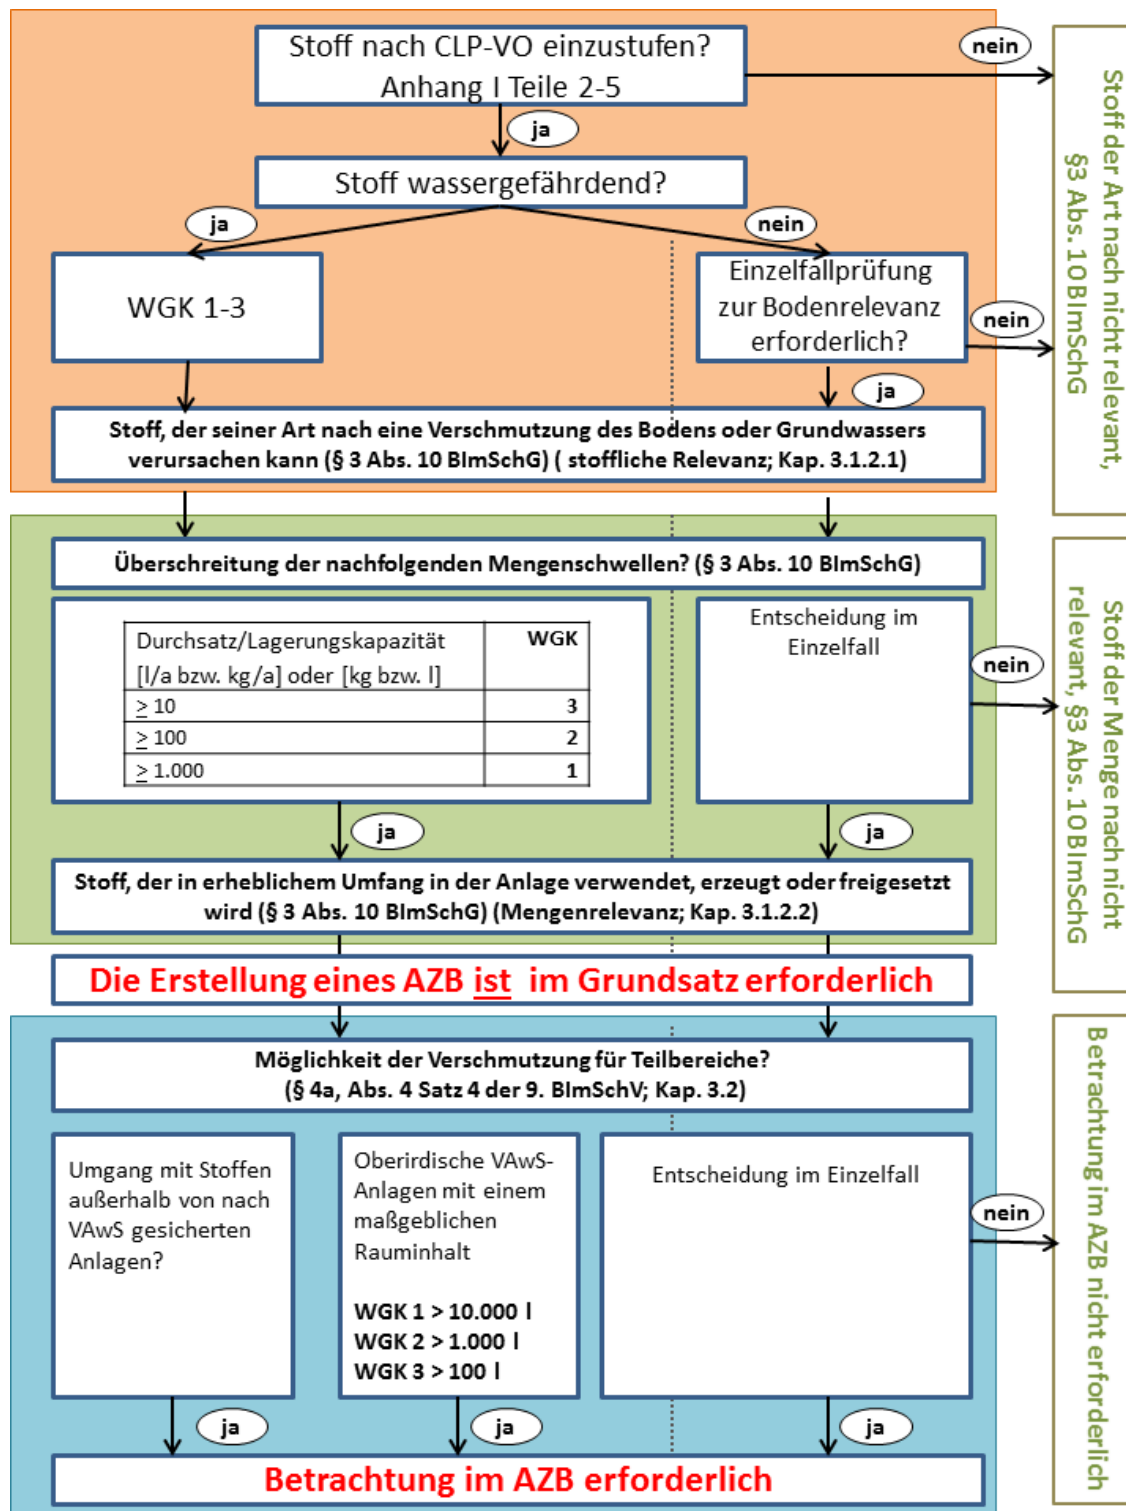 Stoff nach CLP-VO einzustufen?
Anhang I Teile 2-5
nein
ja
Stoff wassergefährdend?
ja
nein
WGK 1-3
Einzelfallprüfung
zur Bodenrelevanz
erforderlich?
nein
ja
Stoff der Art nach nicht relevant,
§3 Abs. 10 BImSchG
Stoff, der seiner Art nach eine Verschmutzung des Bodens oder Grundwassers
verursachen kann (§ 3 Abs. 10 BImSchG) ( stoffliche Relevanz; Kap. 3.1.2.1)
Überschreitung der nachfolgenden Mengenschwellen? (§ 3 Abs. 10 BImSchG)
Durchsatz/Lagerungskapazität WGK
[l/a bzw. kg/a] oder [kg bzw. l]
≥ 10 3
≥ 100 2
≥ 1.000 1
Entscheidung im
Einzelfall
nein
ja
ja
Stoff der Menge nach nicht
relevant, §3 Abs. 10 BImSchG
Stoff, der in erheblichem Umfang in der Anlage verwendet, erzeugt oder freigesetzt
wird (§ 3 Abs. 10 BImSchG) (Mengenrelevanz; Kap. 3.1.2.2)
Die Erstellung eines AZB ist im Grundsatz erforderlich
Möglichkeit der Verschmutzung für Teilbereiche?
(§ 4a, Abs. 4 Satz 4 der 9. BImSchV; Kap. 3.2)
Umgang mit Stoffen
außerhalb von nach
VAwS gesicherten
Anlagen?
Oberirdische VAwS-
Anlagen mit einem
maßgeblichen
Rauminhalt
WGK 1 > 10.000 l
WGK 2 > 1.000 l
WGK 3 > 100 l
Entscheidung im Einzelfall
nein
ja
ja
ja
Betrachtung im AZB nicht erforderlich
Betrachtung im AZB erforderlich